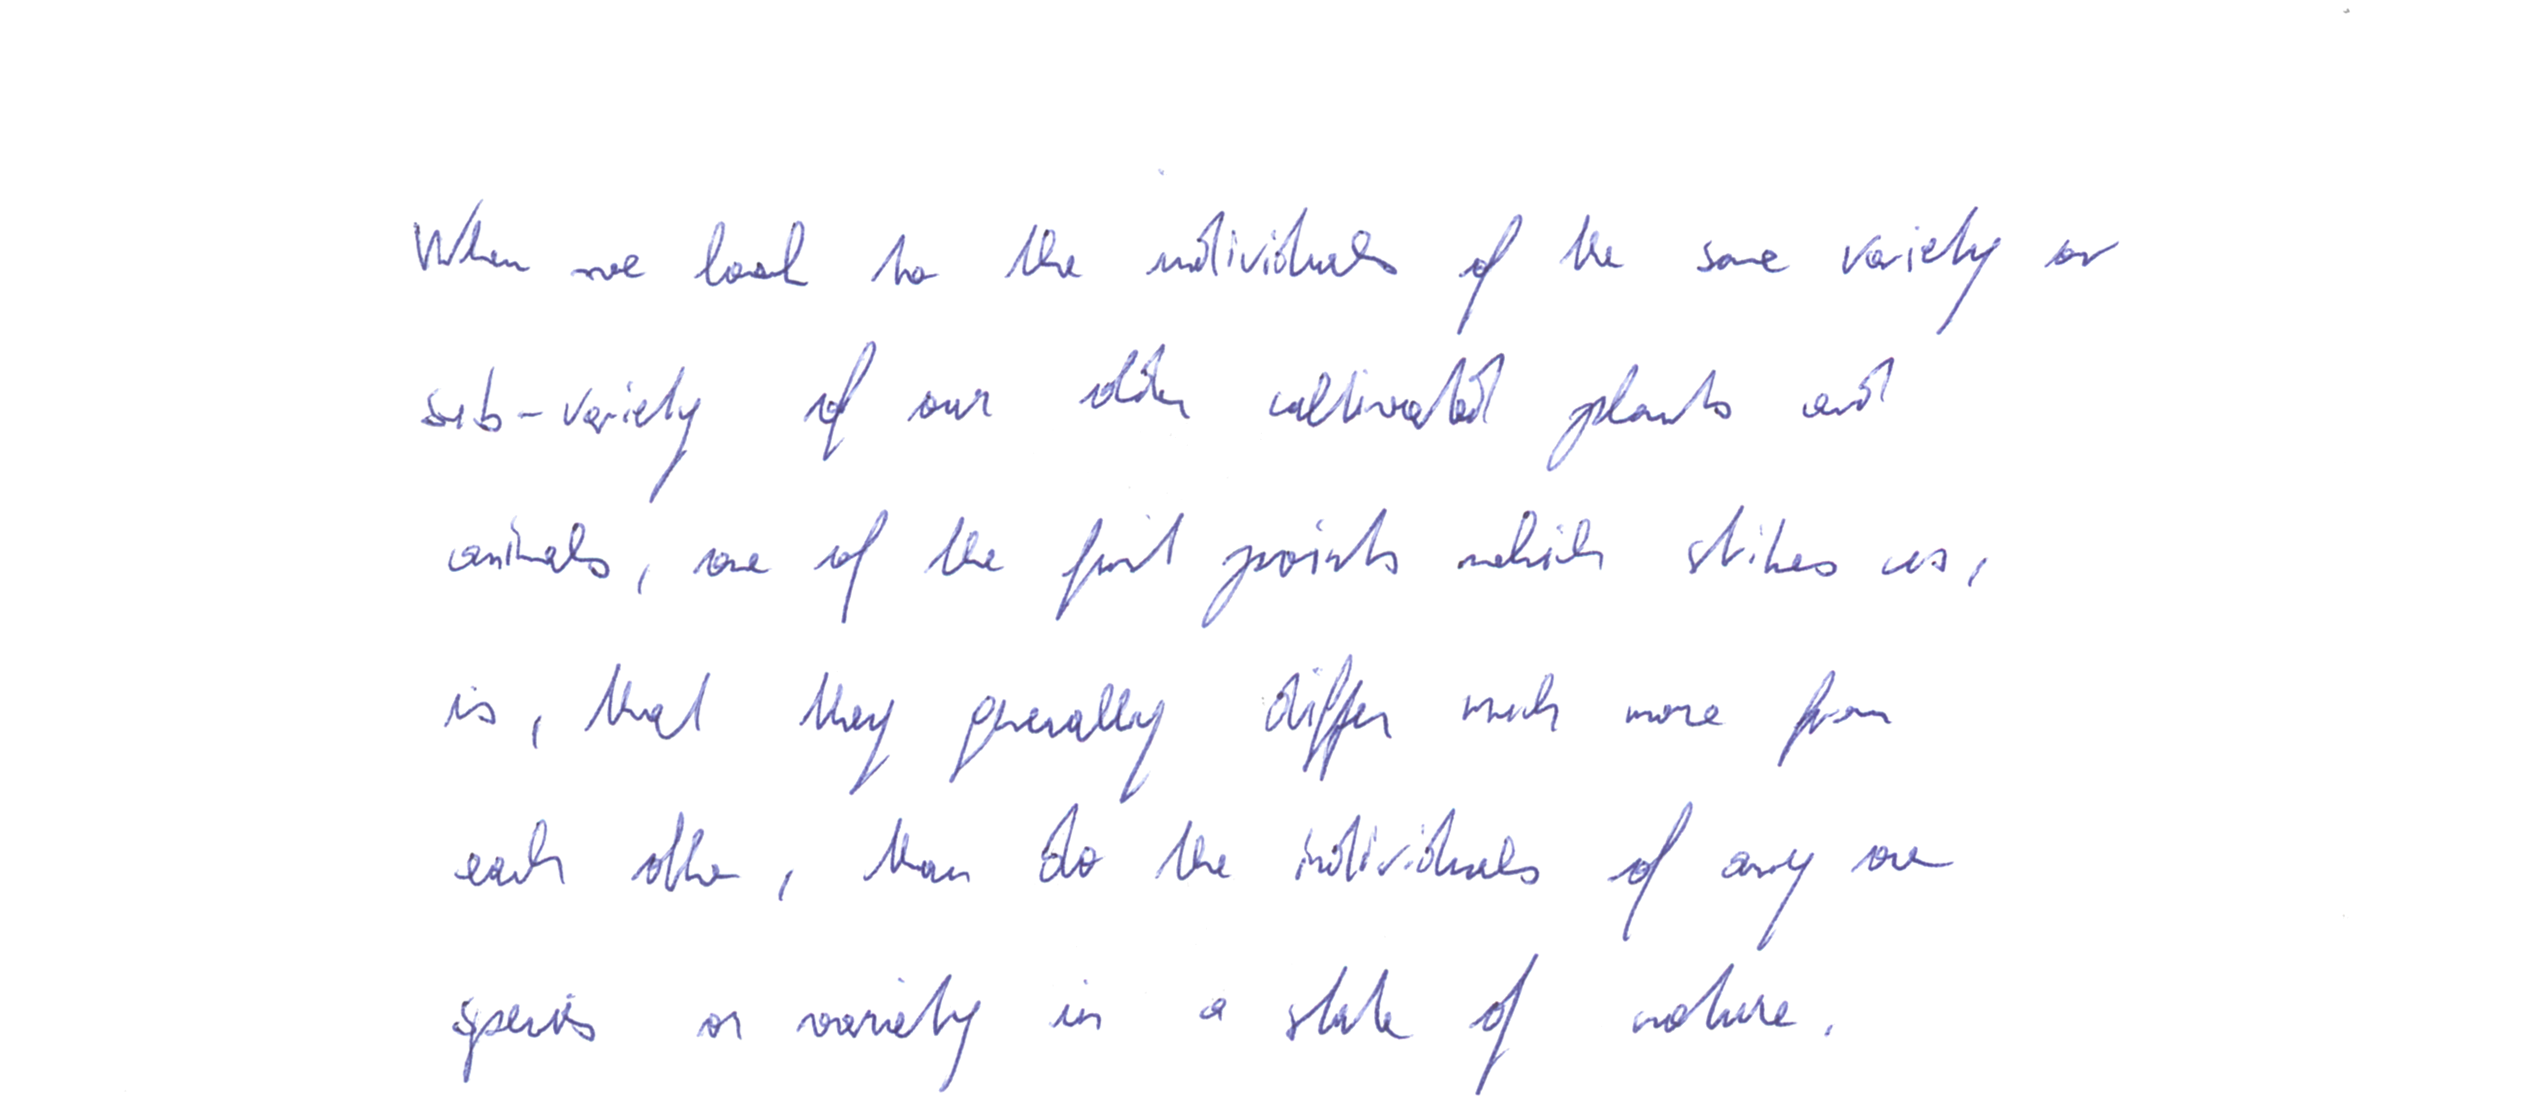 When we look to the individuals of the same variety or
sub-variety of our older cultivated plants and
animals, one of the first points which strikes us,
is, that they generally differ much more from
each other, than do the individuals of any one
species or variety in a state of nature.